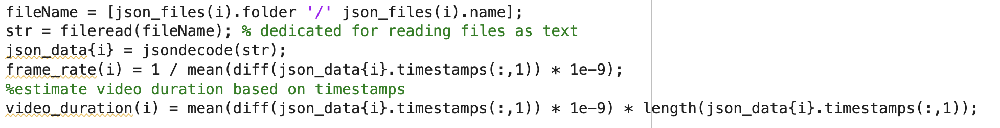 fileName = [json_files(i).folder '/' json_files(i).name];
str = fileread(fileName); % dedicated for reading files as text
json_data{i} = jsondecode(str);
frame_rate(i) = 1 / mean(diff(json_data{i}.timestamps(:,1)) * 1e-9);
%estimate video duration based on timestamps
video_duration(i) = mean(diff(json_data{i}.timestamps(:,1)) * 1e-9) * length(json_data{i}.timestamps(:,1));